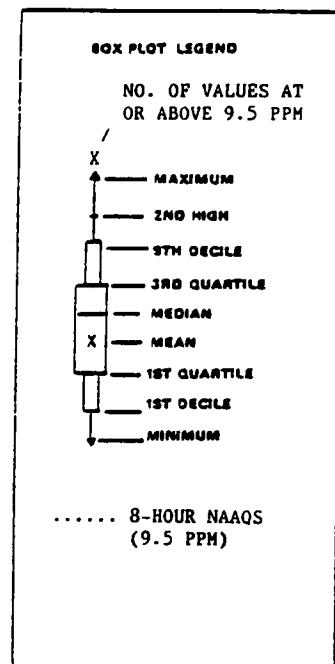 BOX PLOT LEGEND
NO. OF VALUES AT
OR ABOVE 9.5 PPM
X
MAXIMUM
2ND HIGH
9TH DECILE
3RD QUARTILE
MEDIAN
X MEAN
1ST QUARTILE
1ST DECILE
MINIMUM
...... 8-HOUR NAAQS
(9.5 PPM)